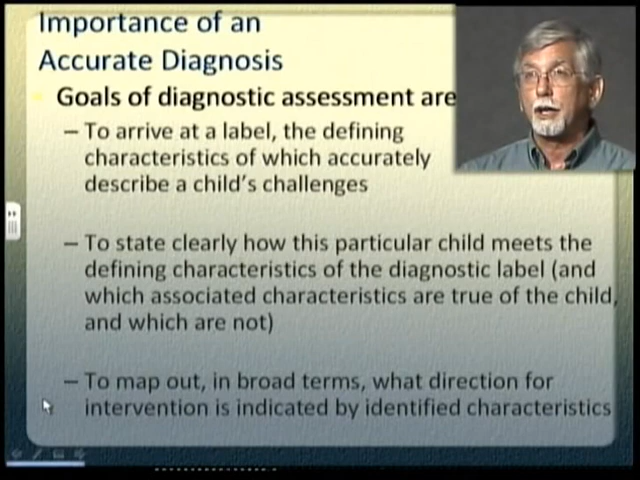 Importance of an
Accurate Diagnosis
Goals of diagnostic assessment are
– To arrive at a label, the defining
characteristics of which accurately
describe a child's challenges
– To state clearly how this particular child meets the
defining characteristics of the diagnostic label (and
which associated characteristics are true of the child,
and which are not)
– To map out, in broad terms, what direction for
intervention is indicated by identified characteristics